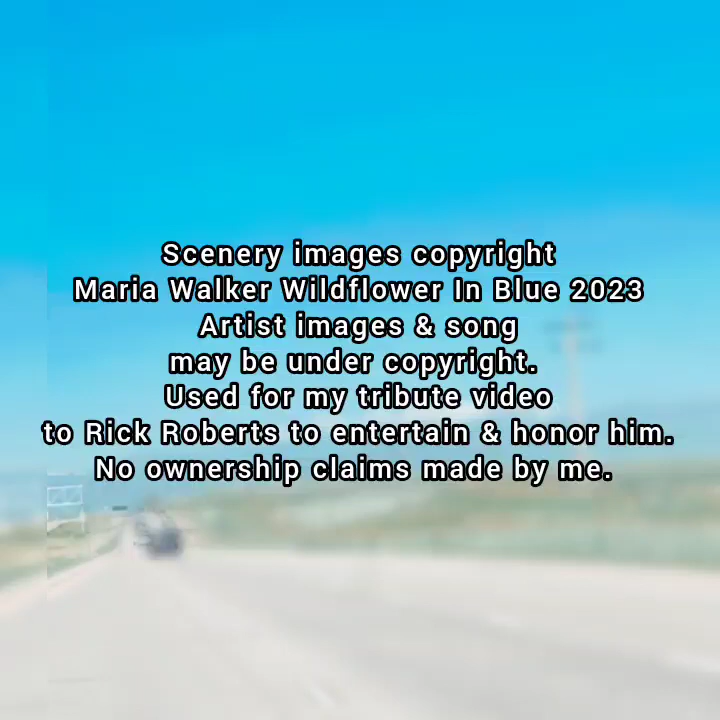 Scenery images copyright
Maria Walker Wildflower In Blue 2023
Artist images & song
may be under copyright.
Used for my tribute video
to Rick Roberts to entertain & honor him.
No ownership claims made by me.